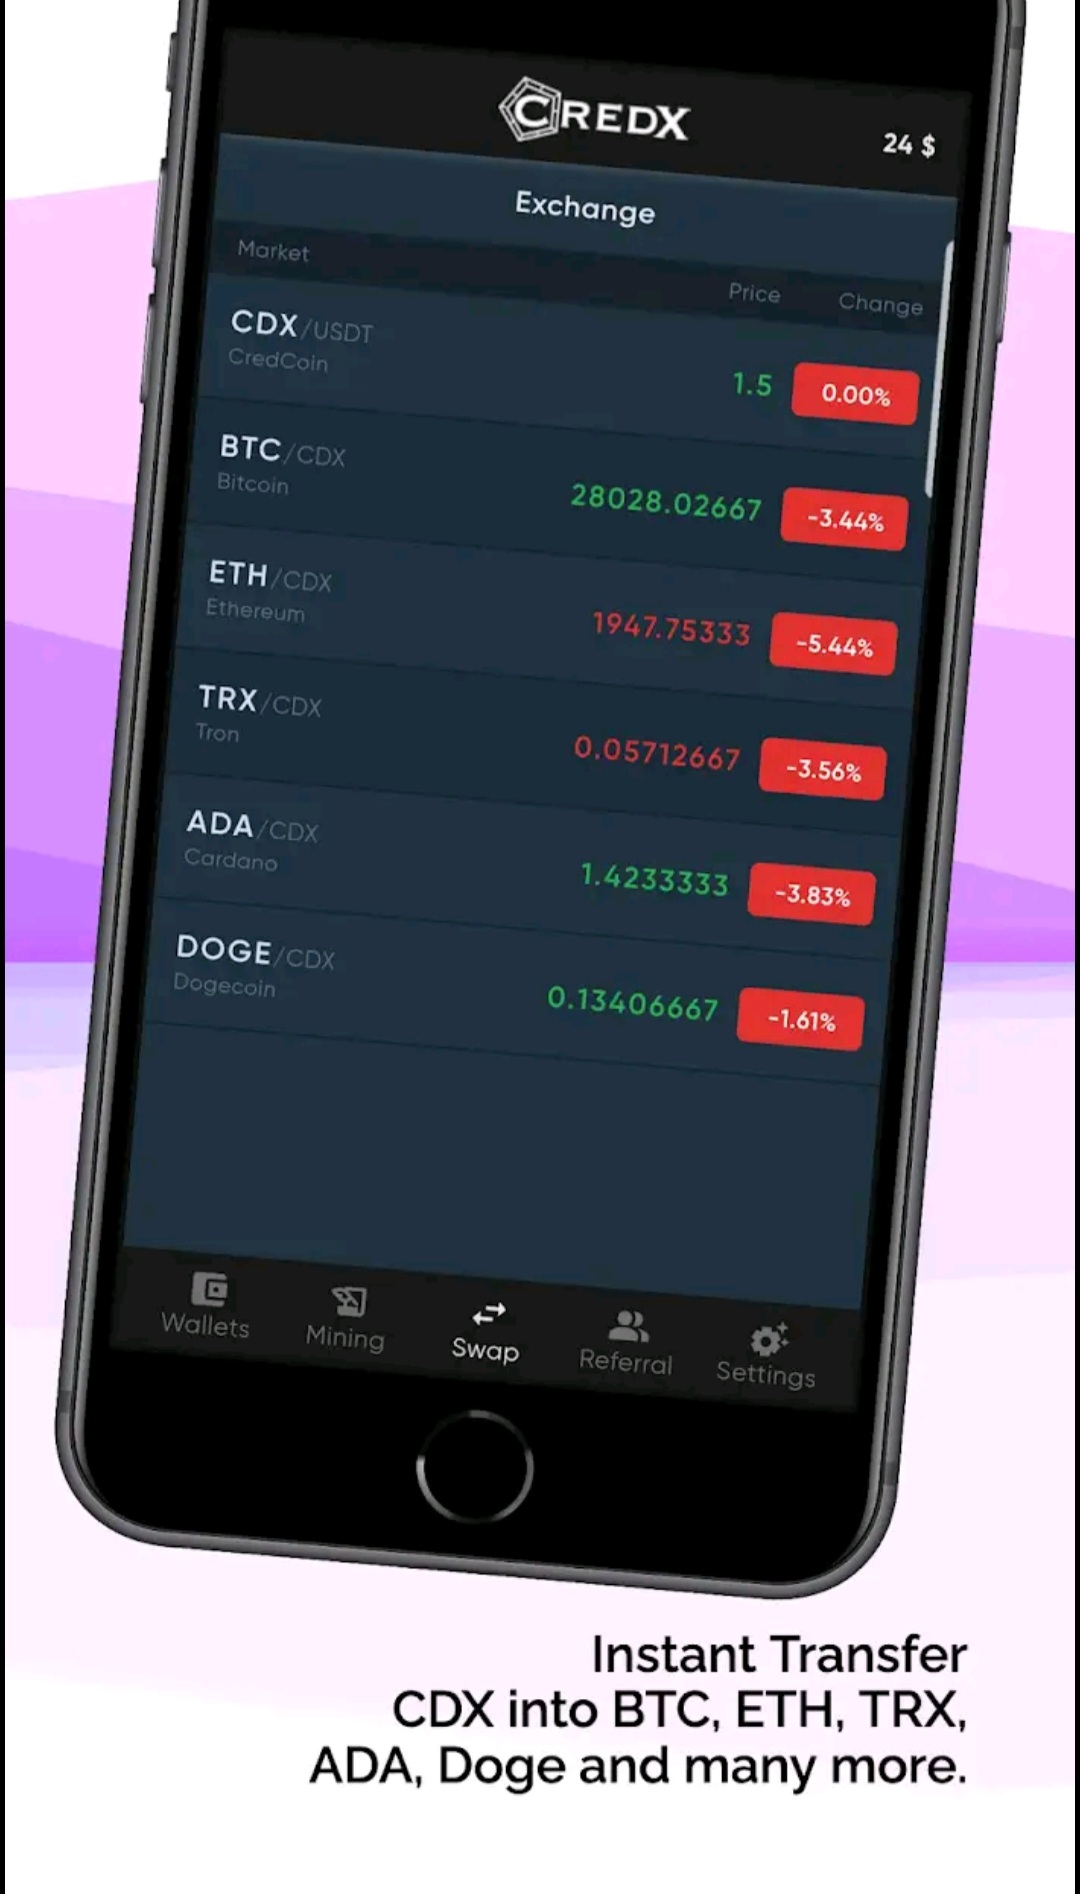 CREDX
24 $
Exchange
Market Price Change
CDX/USDT
CredCoin
1.5 0.00%
BTC/CDX
Bitcoin
28028.02667 -3.44%
ETH/CDX
Ethereum
1947.75333 -5.44%
TRX/CDX
Tron
0.05712667 -3.56%
ADA/CDX
Cardano
1.4233333 -3.83%
DOGE/CDX
Dogecoin
0.13406667 -1.61%
Wallets Mining Swap Referral Settings
Instant Transfer
CDX into BTC, ETH, TRX,
ADA, Doge and many more.